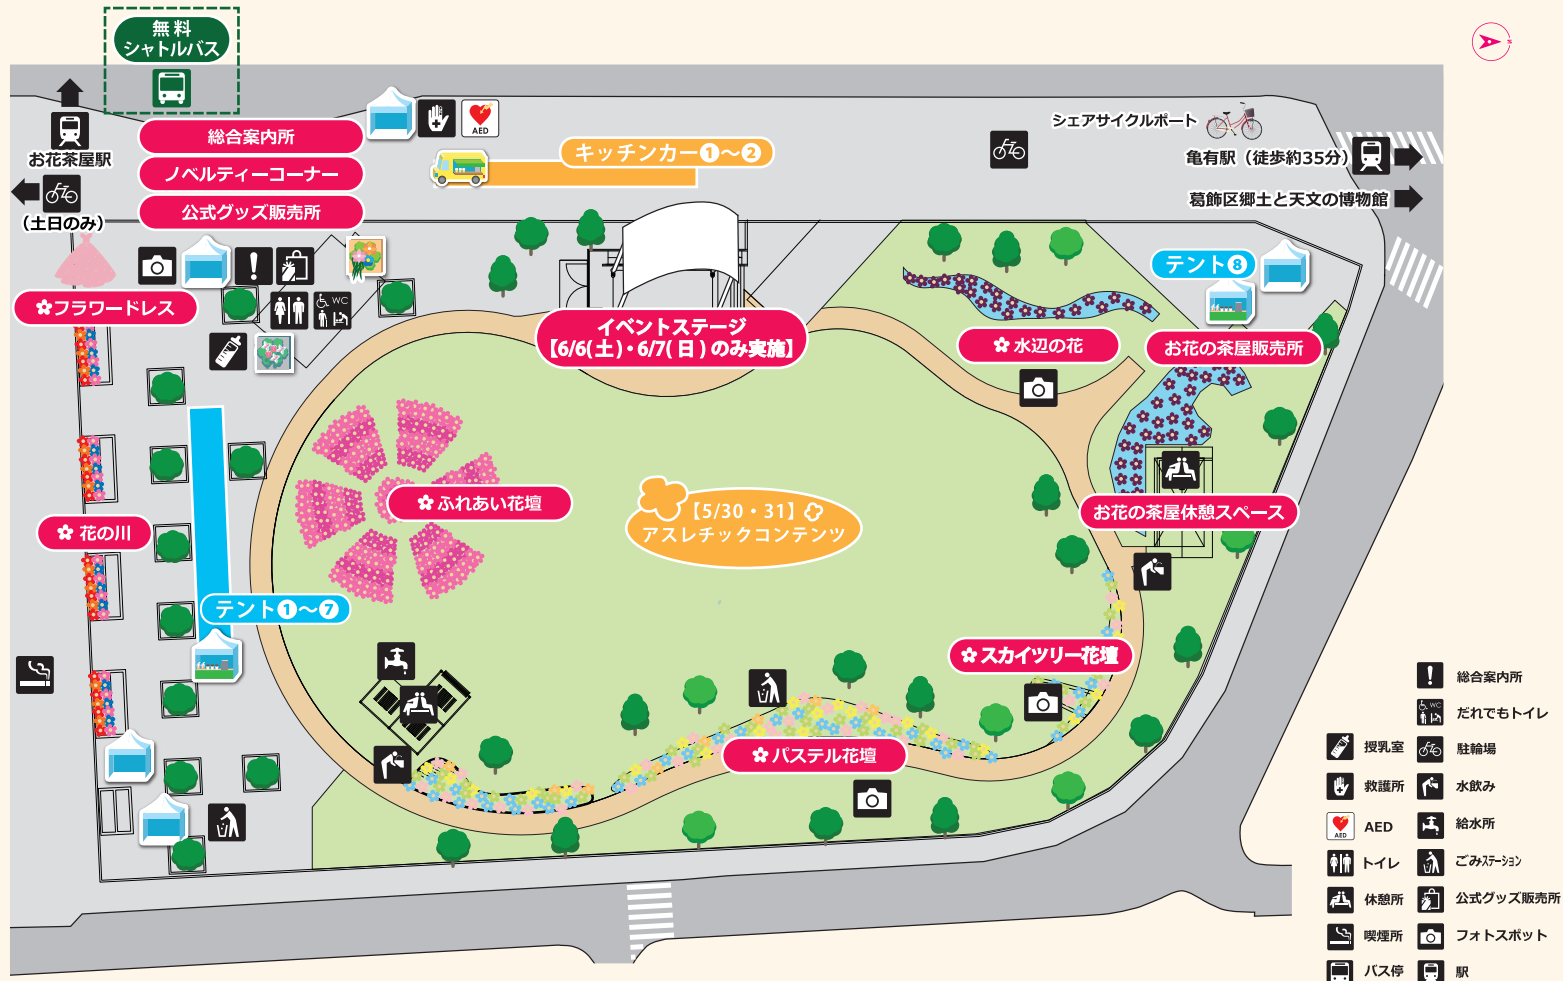 無料
シャトルバス
お花茶屋駅
(土日のみ)
総合案内所
ノベルティーコーナー
公式グッズ販売所
AED
キッチンカー❶〜❷
シェアサイクルポート
亀有駅（徒歩約35分）
葛飾区郷土と天文の博物館
フラワードレス
WC
イベントステージ
【6/6(土)・6/7(日)のみ実施】
水辺の花
テント❽
お花の茶屋販売所
ふれあい花壇
【5/30・31】
アスレチックコンテンツ
お花の茶屋休憩スペース
花の川
テント❶〜❼
スカイツリー花壇
パステル花壇
総合案内所
WC
だれでもトイレ
授乳室
駐輪場
救護所
水飲み
AED
AED
給水所
トイレ
ごみステーション
休憩所
公式グッズ販売所
喫煙所
フォトスポット
バス停
駅